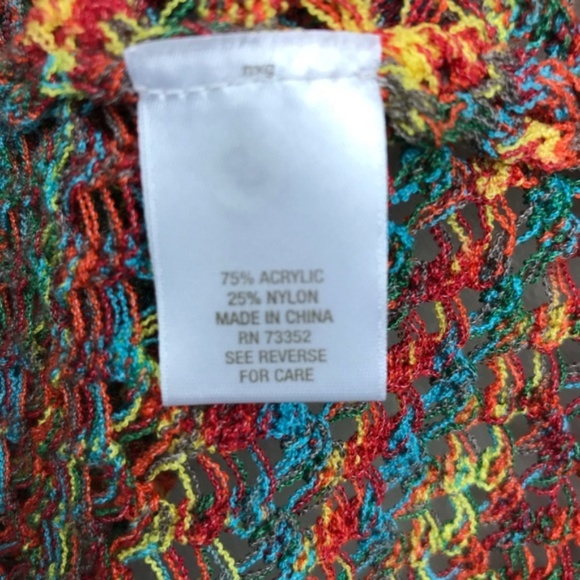 75% ACRYLIC
25% NYLON
MADE IN CHINA
RN 73352
SEE REVERSE
FOR CARE